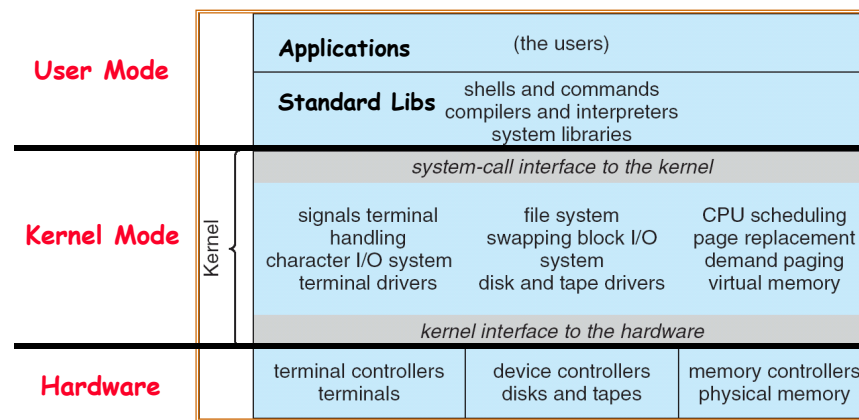 User Mode
Applications
(the users)
Standard Libs
shells and commands
compilers and interpreters
system libraries
Kernel Mode
Kernel
system-call interface to the kernel
signals terminal
handling
character I/O system
terminal drivers
file system
swapping block I/O
system
disk and tape drivers
CPU scheduling
page replacement
demand paging
virtual memory
kernel interface to the hardware
Hardware
terminal controllers
terminals
device controllers
disks and tapes
memory controllers
physical memory